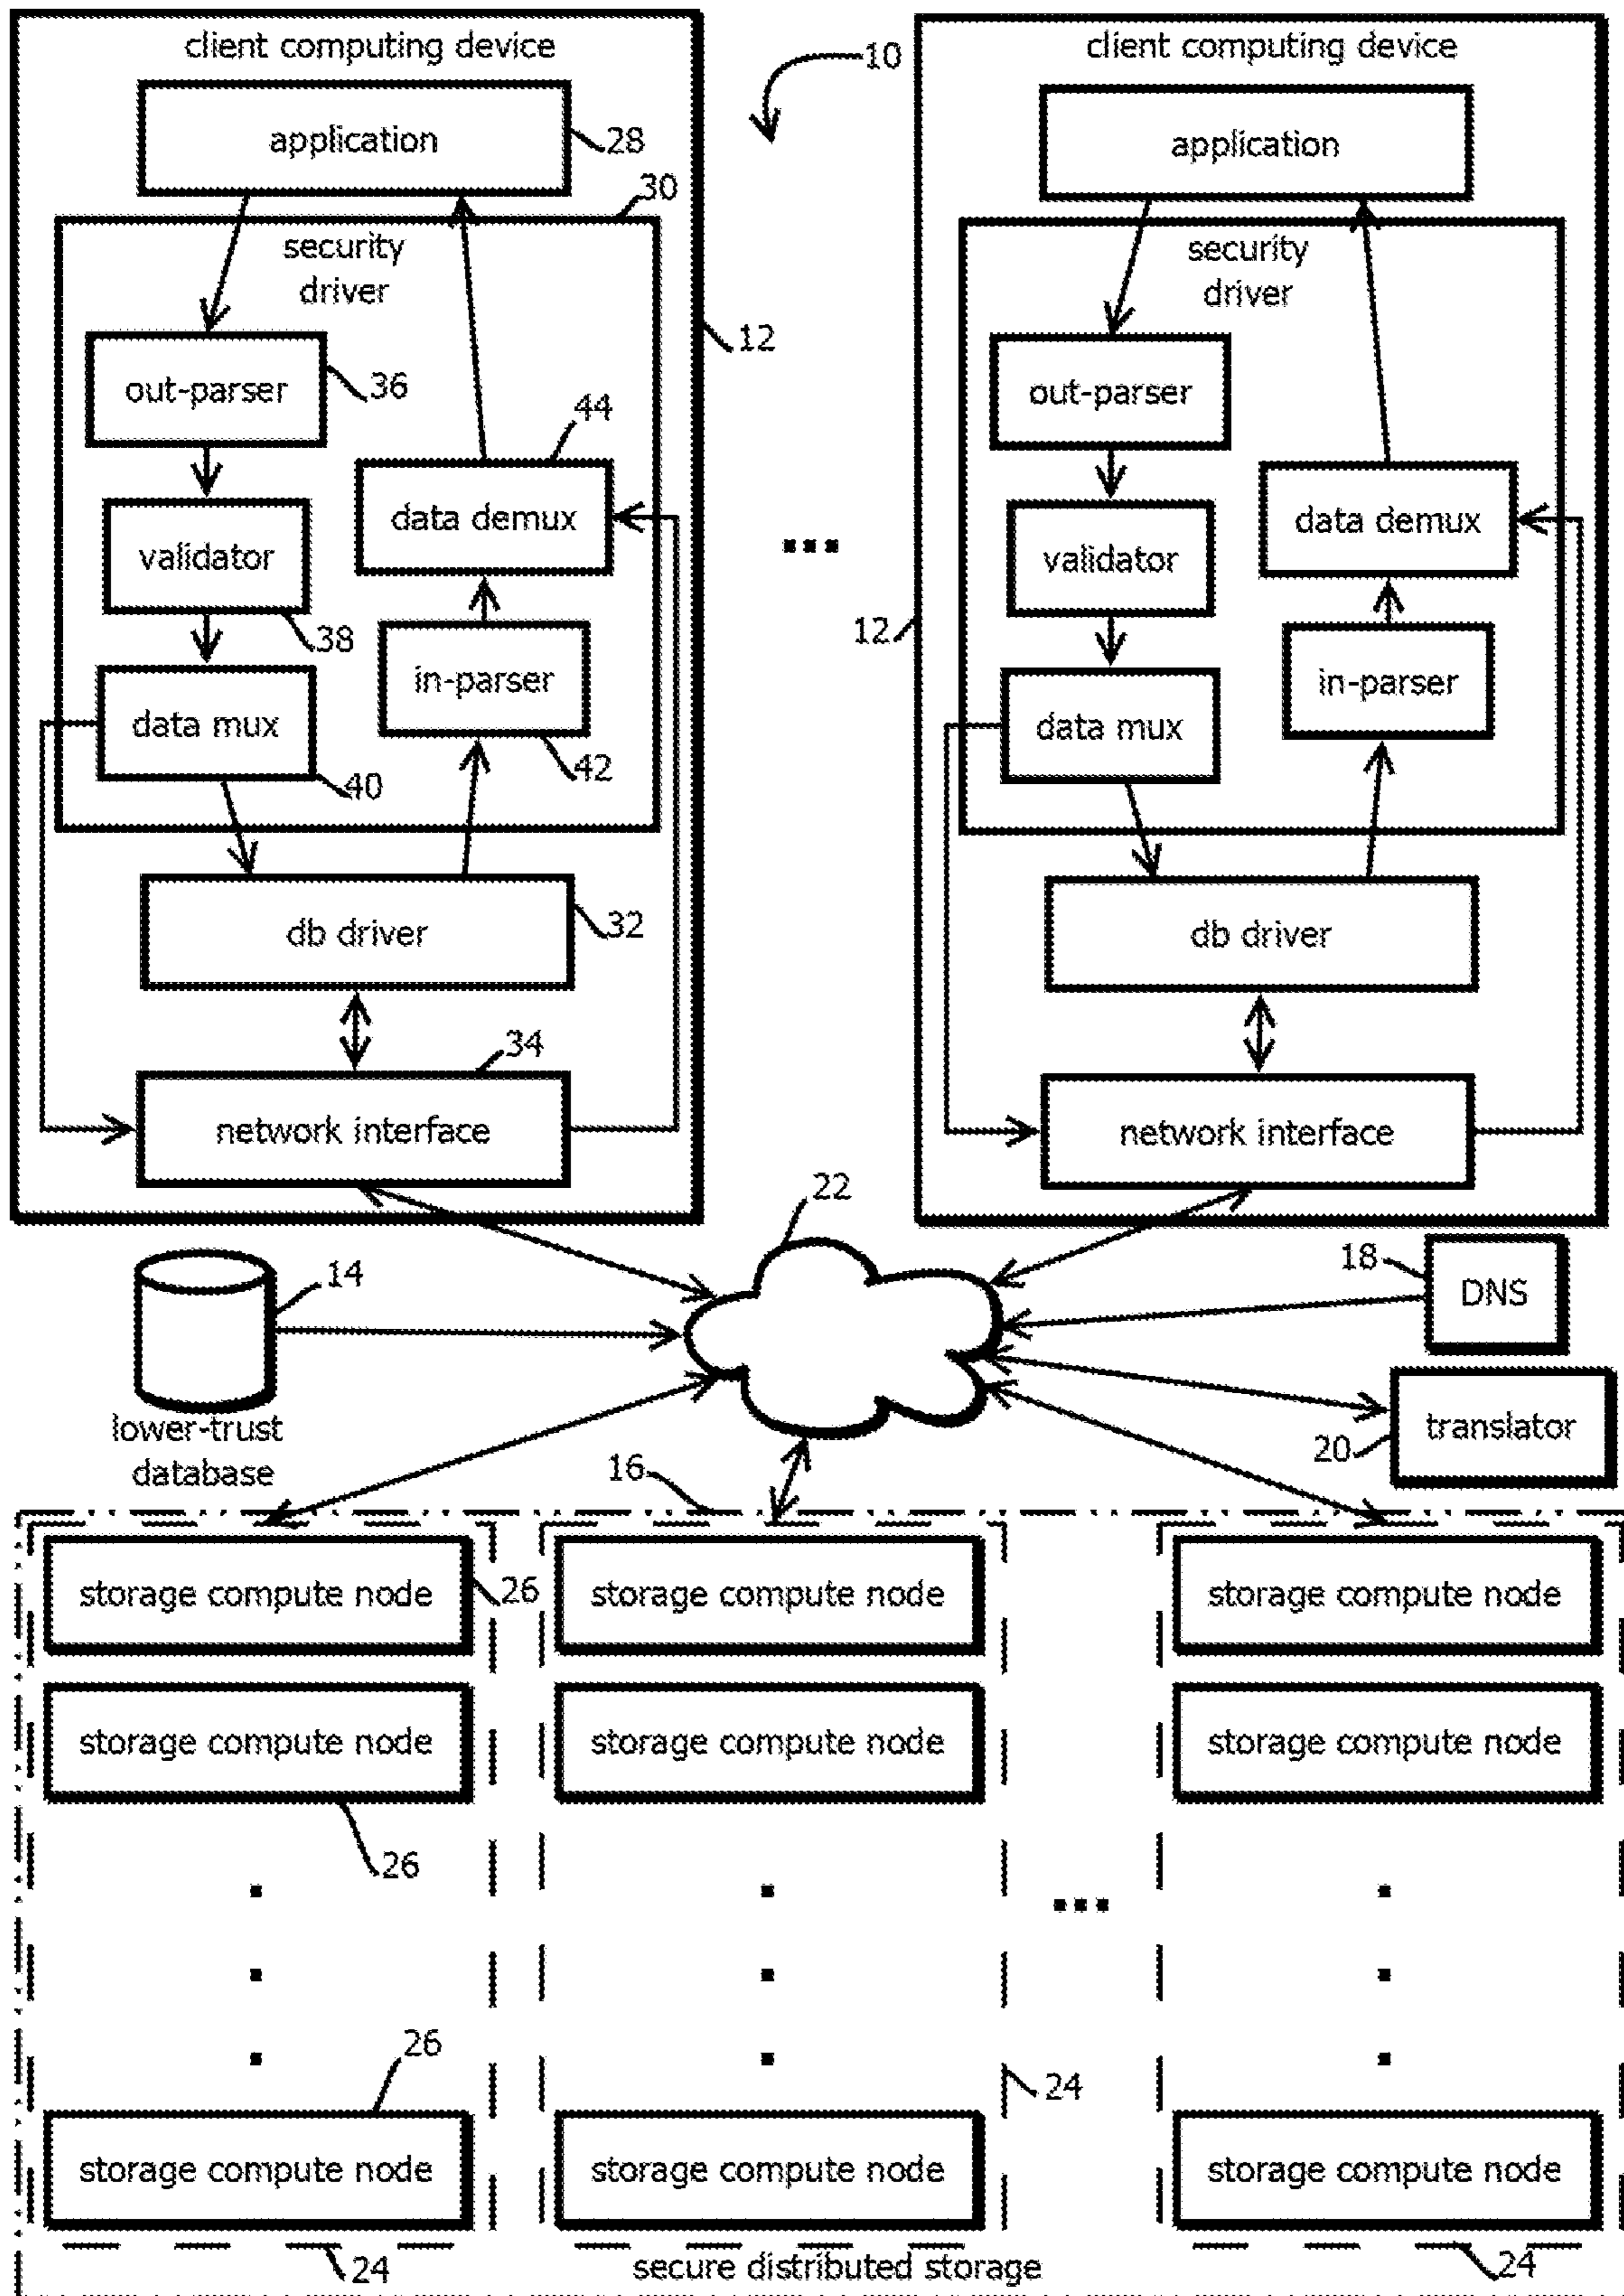 client computing device
application
28
30
security
driver
12
out-parser
36
44
data demux
validator
38
in-parser
data mux
42
40
db driver
32
34
network interface
10
...
client computing device
application
security
driver
out-parser
data demux
validator
12
in-parser
data mux
db driver
network interface
22
14
18
DNS
lower-trust
database
translator
20
16
storage compute node
26
storage compute node
storage compute node
storage compute node
storage compute node
storage compute node
26
...
26
24
storage compute node
storage compute node
storage compute node
24
secure distributed storage
24